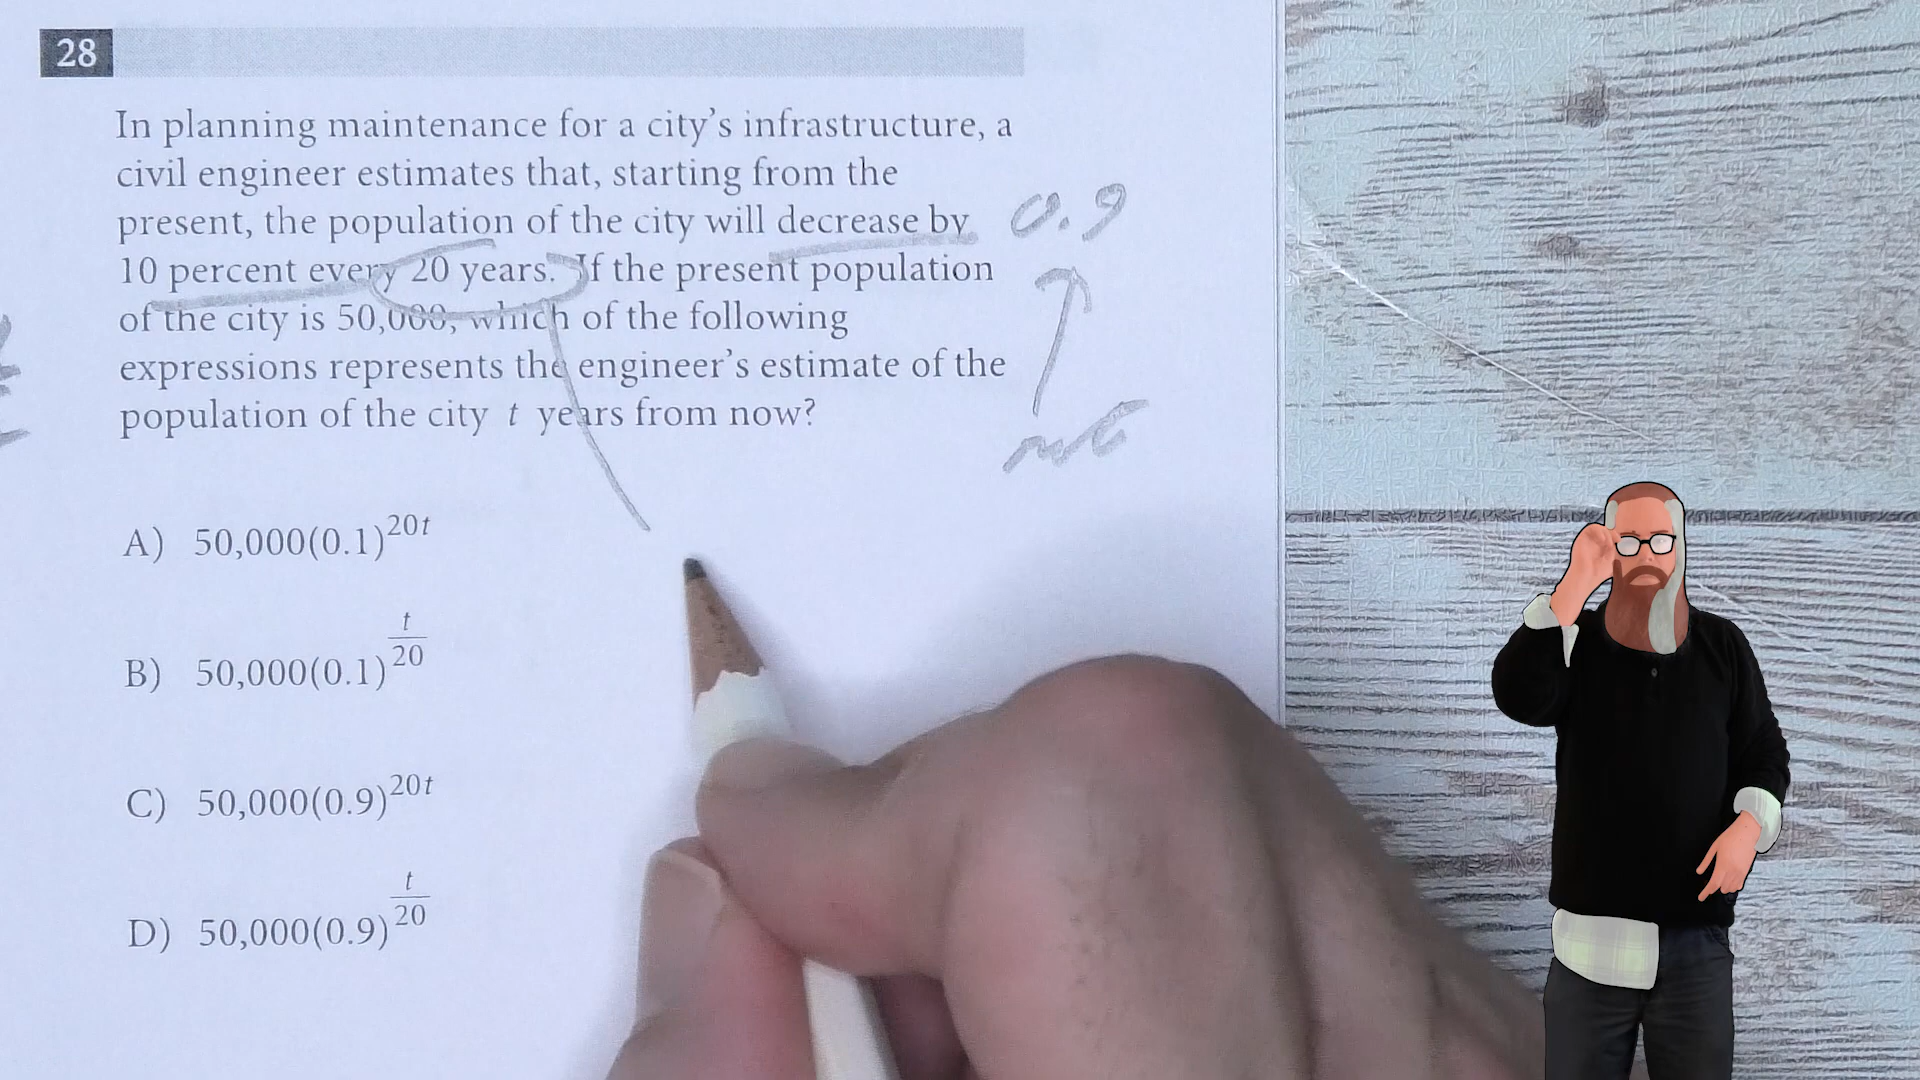 28
In planning maintenance for a city's infrastructure, a
civil engineer estimates that, starting from the
present, the population of the city will decrease by
10 percent every 20 years. If the present population
of the city is 50,000, which of the following
expressions represents the engineer's estimate of the
population of the city t years from now?
0.9
A) 50,000(0.1)^{20t}
B) 50,000(0.1)^{\frac{t}{20}}
C) 50,000(0.9)^{20t}
D) 50,000(0.9)^{\frac{t}{20}}